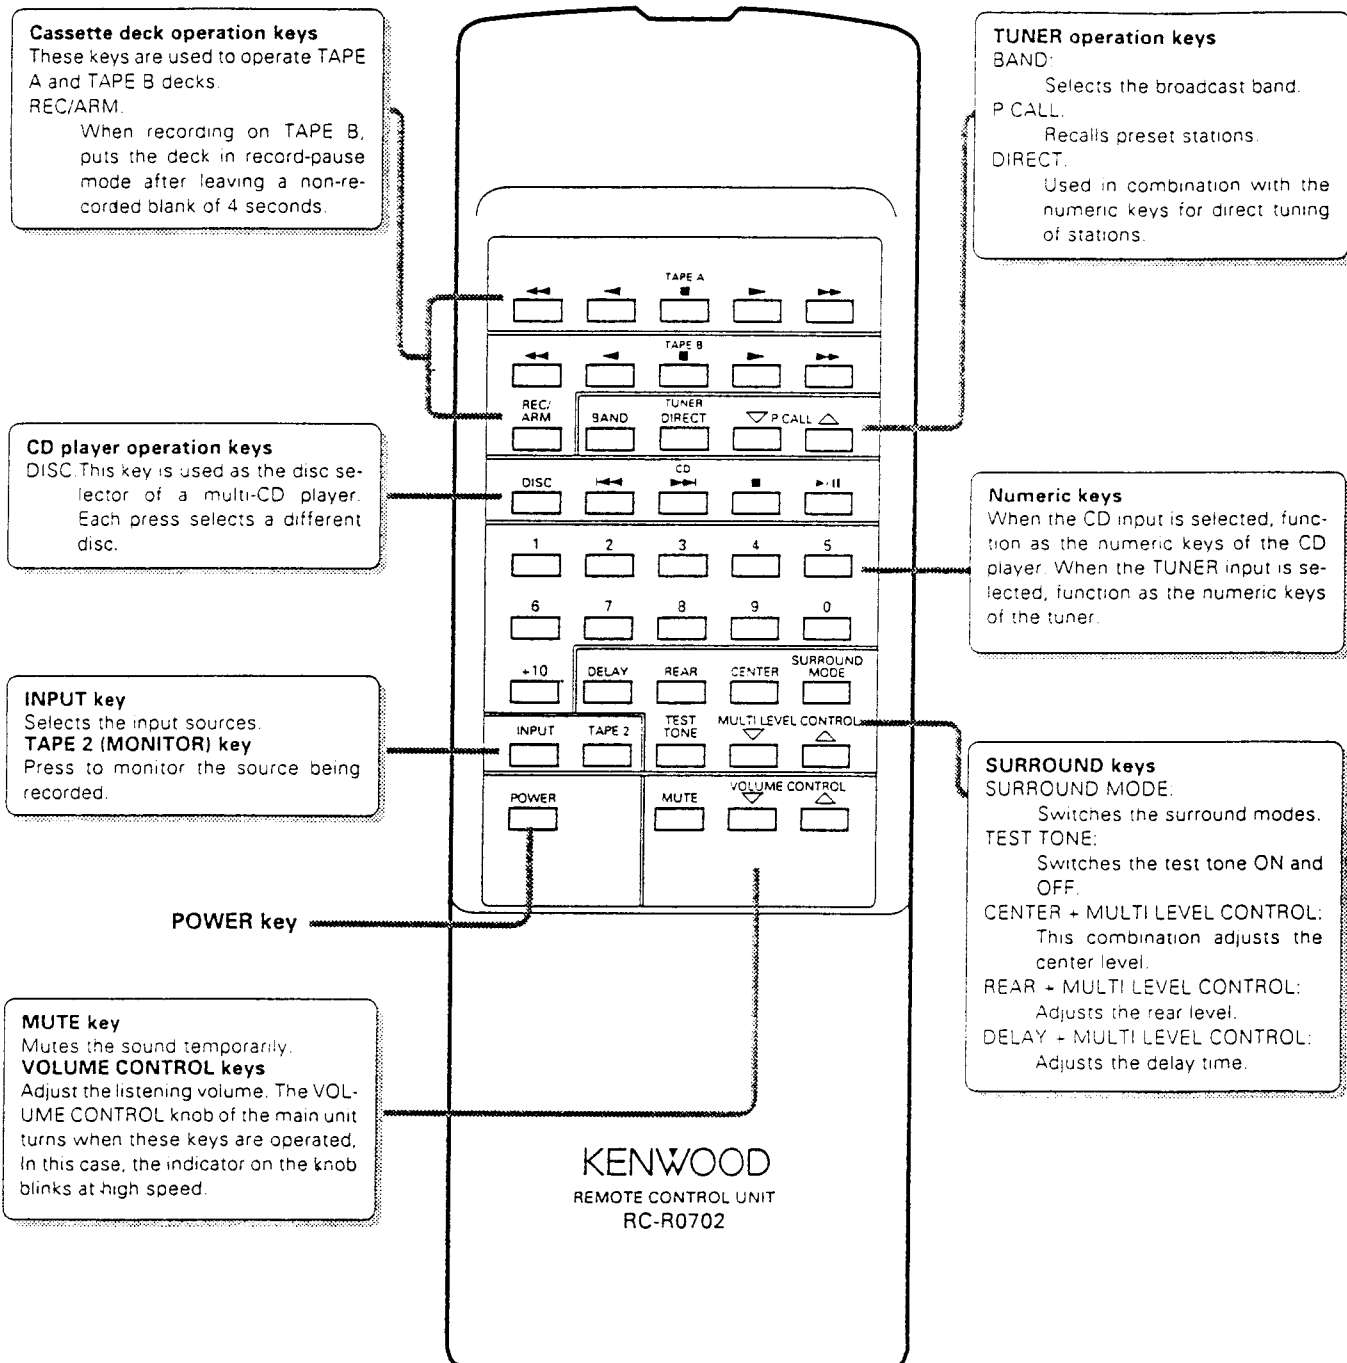 Cassette deck operation keys
These keys are used to operate TAPE
A and TAPE B decks.
REC/ARM.
When recording on TAPE B,
puts the deck in record-pause
mode after leaving a non-re-
corded blank of 4 seconds.
CD player operation keys
DISC.This key is used as the disc se-
lector of a multi-CD player.
Each press selects a different
disc.
INPUT key
Selects the input sources.
TAPE 2 (MONITOR) key
Press to monitor the source being
recorded.
POWER key
MUTE key
Mutes the sound temporarily.
VOLUME CONTROL keys
Adjust the listening volume. The VOL-
UME CONTROL knob of the main unit
turns when these keys are operated,
In this case, the indicator on the knob
blinks at high speed.
TAPE A
◄◄ ◄ ■ ► ►►
TAPE B
◄◄ ◄ ■ ► ►►
REC/
ARM
TUNER
BAND DIRECT ▽ P CALL △
CD
DISC |◄◄ ►►| ■ ►/II
1 2 3 4 5
6 7 8 9 0
+10 DELAY REAR CENTER SURROUND
MODE
INPUT TAPE 2 TEST
TONE
MULTI LEVEL CONTROL
▽ △
POWER MUTE VOLUME CONTROL
▽ △
KENWOOD
REMOTE CONTROL UNIT
RC-R0702
TUNER operation keys
BAND:
Selects the broadcast band.
P CALL.
Recalls preset stations.
DIRECT.
Used in combination with the
numeric keys for direct tuning
of stations.
Numeric keys
When the CD input is selected, func-
tion as the numeric keys of the CD
player. When the TUNER input is se-
lected, function as the numeric keys
of the tuner.
SURROUND keys
SURROUND MODE:
Switches the surround modes.
TEST TONE:
Switches the test tone ON and
OFF.
CENTER + MULTI LEVEL CONTROL:
This combination adjusts the
center level.
REAR + MULTI LEVEL CONTROL:
Adjusts the rear level.
DELAY + MULTI LEVEL CONTROL:
Adjusts the delay time.